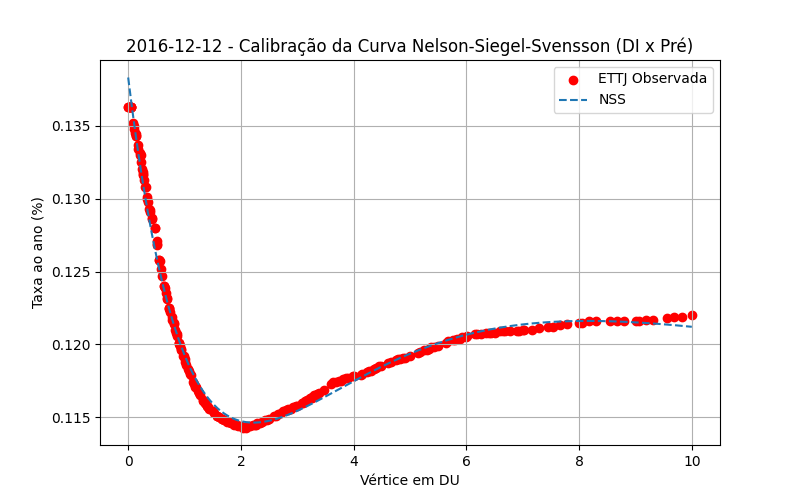 2016-12-12 - Calibração da Curva Nelson-Siegel-Svensson (DI x Pré)
ETTJ Observada
NSS
Taxa ao ano (%)
0.135
0.130
0.125
0.120
0.115
0 2 4 6 8 10
Vértice em DU